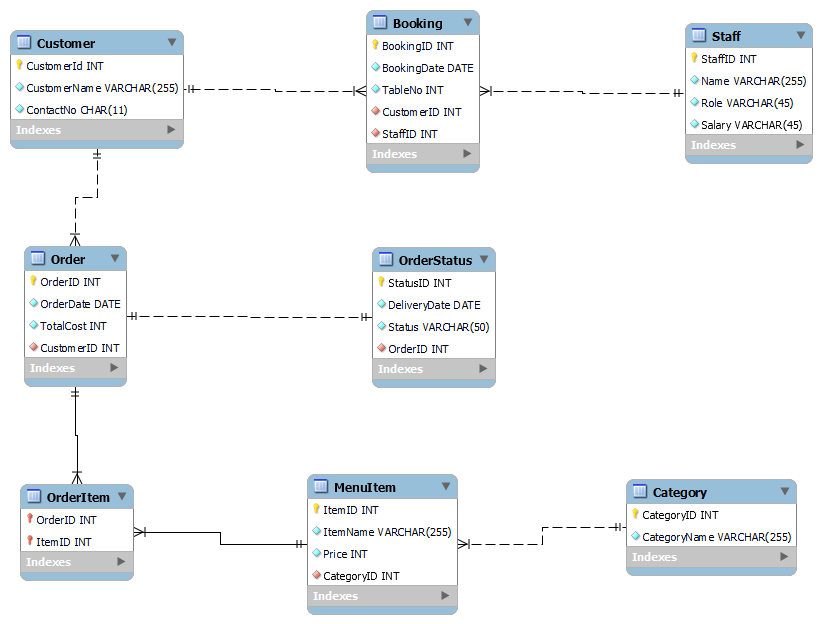 Customer
CustomerId INT
CustomerName VARCHAR(255)
ContactNo CHAR(11)
Indexes
Booking
BookingID INT
BookingDate DATE
TableNo INT
CustomerID INT
StaffID INT
Indexes
Staff
StaffID INT
Name VARCHAR(255)
Role VARCHAR(45)
Salary VARCHAR(45)
Indexes
Order
OrderID INT
OrderDate DATE
TotalCost INT
CustomerID INT
Indexes
OrderStatus
StatusID INT
DeliveryDate DATE
Status VARCHAR(50)
OrderID INT
Indexes
OrderItem
OrderID INT
ItemID INT
Indexes
MenuItem
ItemID INT
ItemName VARCHAR(255)
Price INT
CategoryID INT
Indexes
Category
CategoryID INT
CategoryName VARCHAR(255)
Indexes